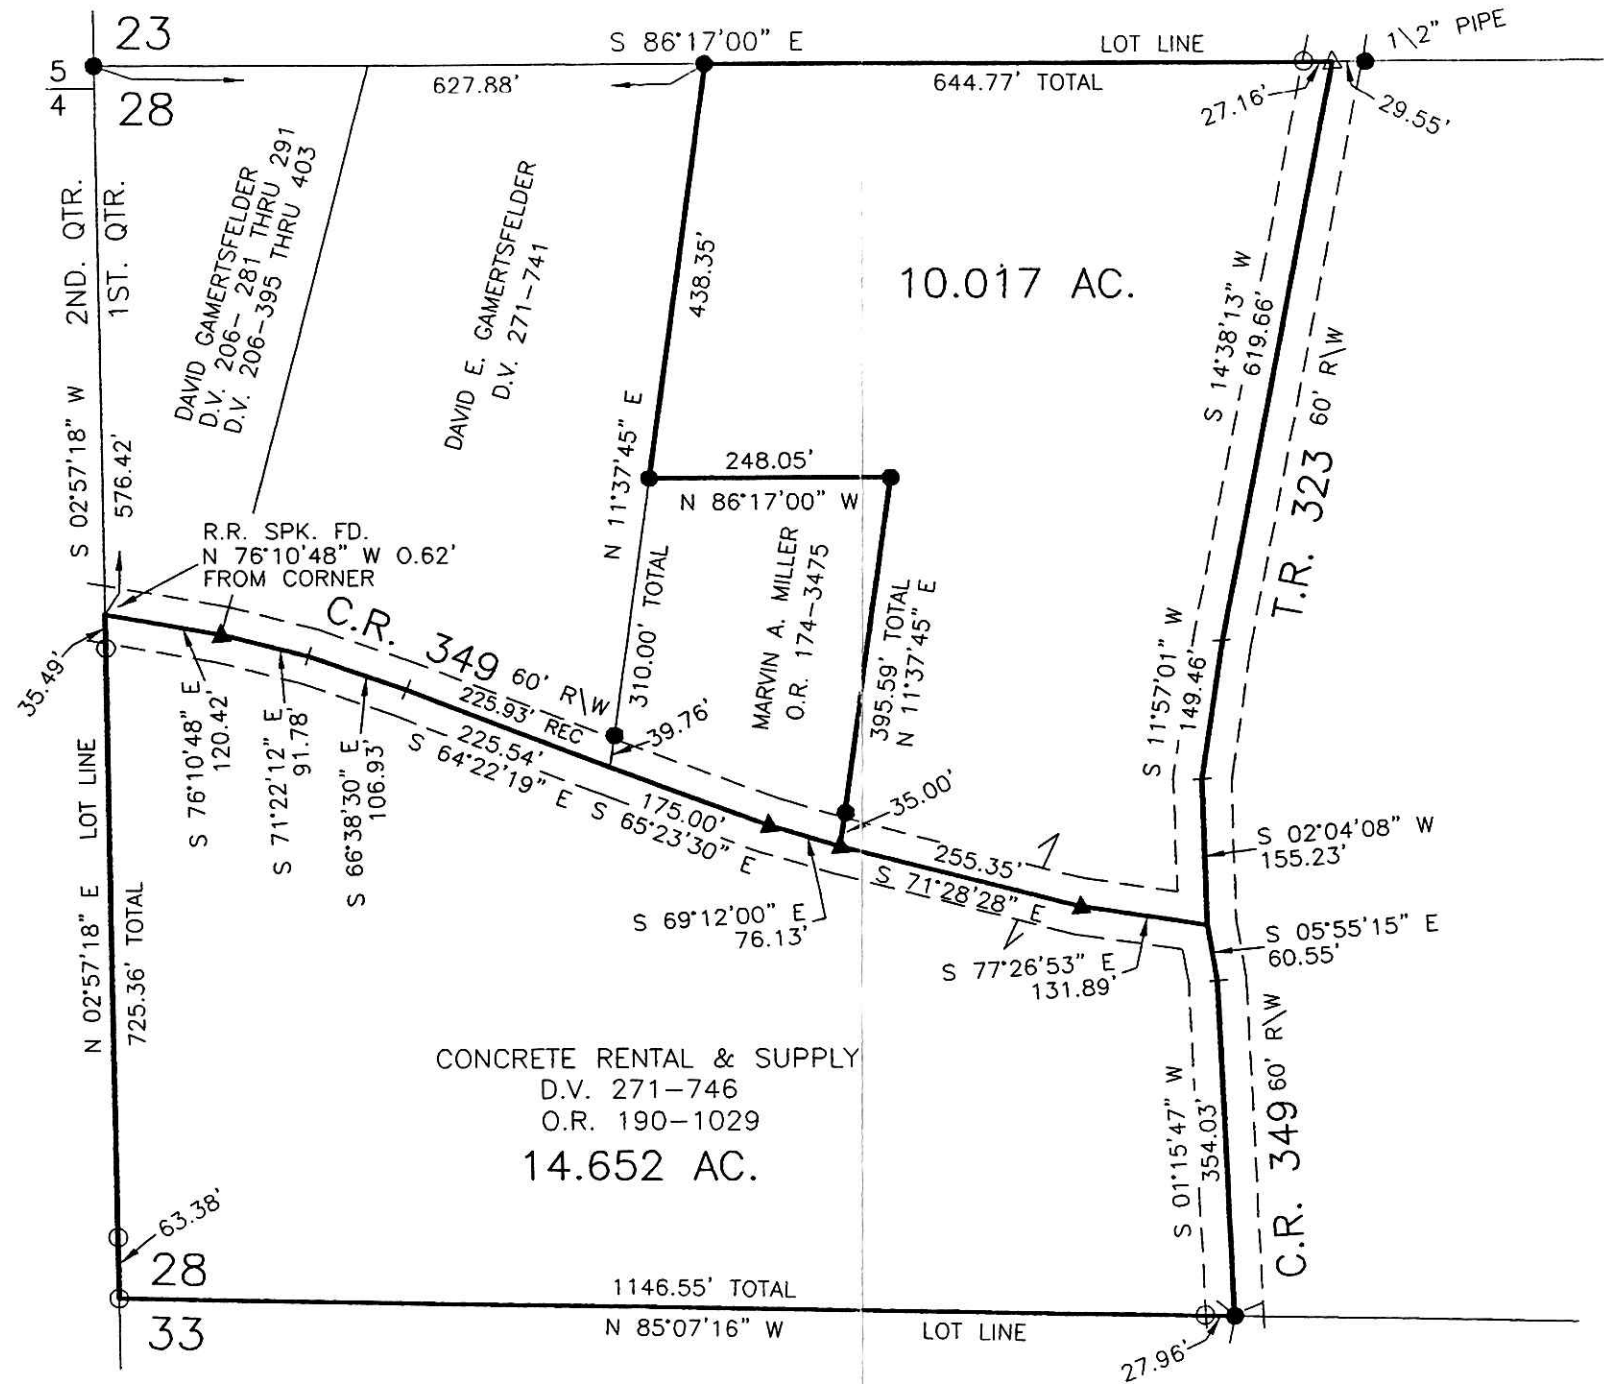 23
5
4
28
S 86°17'00" E
LOT LINE
1\2" PIPE
627.88'
644.77' TOTAL
27.16'
29.55'
2ND. QTR.
1ST. QTR.
DAVID GAMERTSFELDER
D.V. 206- 281 THRU 291
D.V. 206-395 THRU 403
DAVID E. GAMERTSFELDER
D.V. 271-741
438.35'
N 11°37'45" E
10.017 AC.
S 14°38'13" W
619.66'
T.R. 323 60' R\W
S 02°57'18" W
576.42'
248.05'
N 86°17'00" W
R.R. SPK. FD.
N 76°10'48" W 0.62'
FROM CORNER
C.R. 349 60' R\W
310.00' TOTAL
MARVIN A. MILLER
O.R. 174-3475
395.59' TOTAL
N 11°37'45" E
S 11°57'01" W
149.46'
35.49'
225.93' REC
225.54'
S 64°22'19" E
39.76'
175.00'
S 65°23'30" E
35.00'
S 76°10'48" E
120.42'
S 71°22'12" E
91.78'
S 66°38'30" E
106.93'
255.35'
S 71°28'28" E
S 02°04'08" W
155.23'
S 69°12'00" E
76.13'
S 77°26'53" E
131.89'
S 05°55'15" E
60.55'
LOT LINE
N 02°57'18" E
725.36' TOTAL
CONCRETE RENTAL & SUPPLY
D.V. 271-746
O.R. 190-1029
14.652 AC.
S 01°15'47" W
354.03'
C.R. 349 60' R\W
63.38'
28
33
1146.55' TOTAL
N 85°07'16" W
LOT LINE
27.96'